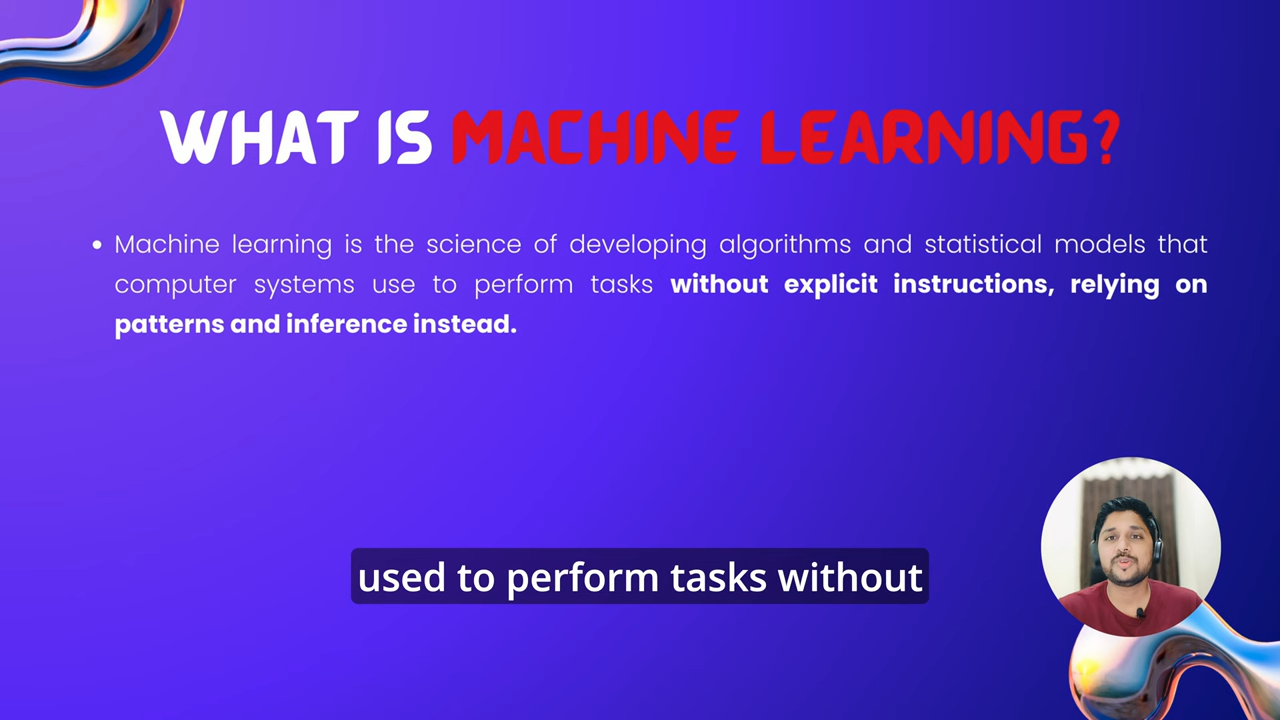 WHAT IS MACHINE LEARNING?
• Machine learning is the science of developing algorithms and statistical models that
computer systems use to perform tasks without explicit instructions, relying on
patterns and inference instead.
used to perform tasks without